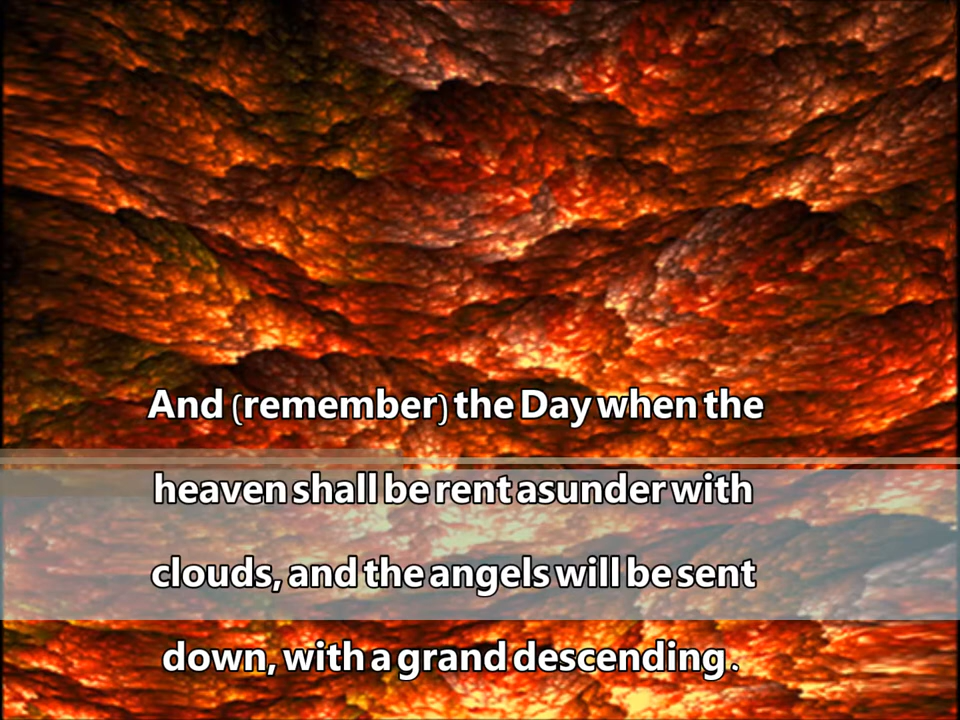 And (remember) the Day when the
heaven shall be rent asunder with
clouds, and the angels will be sent
down, with a grand descending.